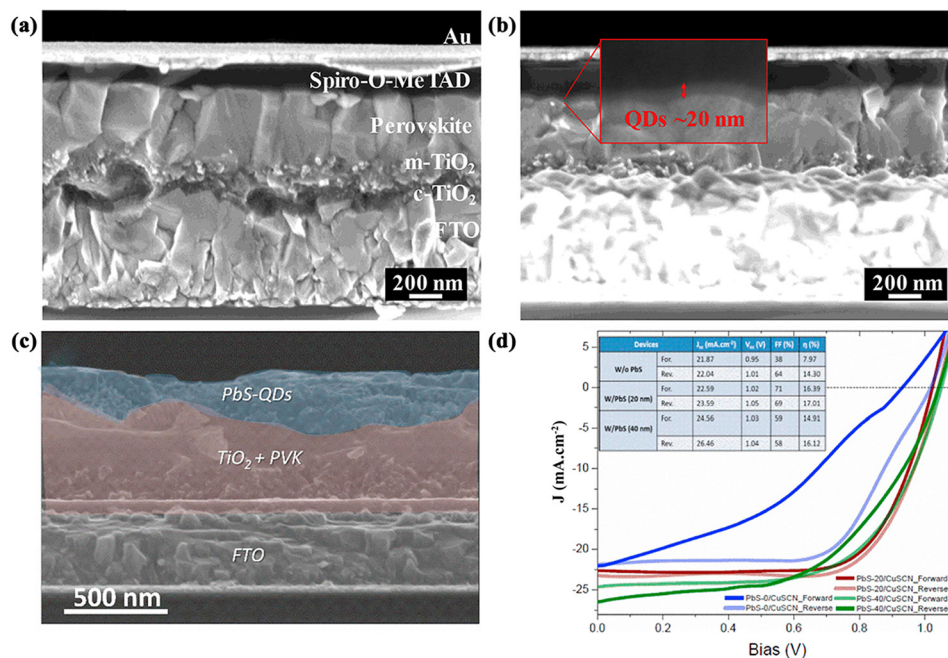 (a)
Au
Spiro-O-MeTAD
Perovskite
m-TiO₂
c-TiO₂
FTO
200 nm
(b)
QDs ~20 nm
200 nm
(c)
PbS-QDs
TiO₂ + PVK
FTO
500 nm
(d)
Devices Jsc (mA.cm⁻²) Voc (V) FF (%) η (%)
W/o PbS For. 21.87 0.95 38 7.97
Rev. 22.04 1.01 64 14.30
W/PbS (20 nm) For. 22.59 1.02 71 16.39
Rev. 23.59 1.05 69 17.01
W/PbS (40 nm) For. 24.56 1.03 59 14.91
Rev. 26.46 1.04 58 16.12
5
0
-5
-10
-15
-20
-25
J (mA.cm⁻²)
PbS-20/CuSCN_Forward
PbS-20/CuSCN_Reverse
PbS-0/CuSCN_Forward PbS-40/CuSCN_Forward
PbS-0/CuSCN_Reverse PbS-40/CuSCN_Reverse
0.0 0.2 0.4 0.6 0.8 1.0
Bias (V)